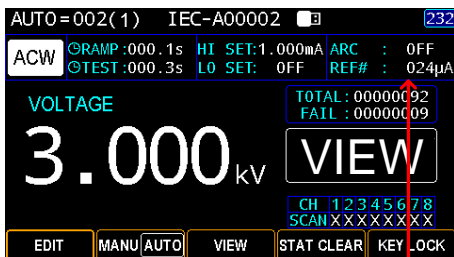 AUTO=002(1) IEC-A00002 232
ACW RAMP:000.1s HI SET:1.000mA ARC : OFF
TEST:000.3s LO SET: OFF REF# : 024µA
VOLTAGE TOTAL:00000092
FAIL:00000009
3.000kV VIEW
CH 12345678
SCAN XXXXXXXX
EDIT MANU AUTO VIEW STAT CLEAR KEY LOCK